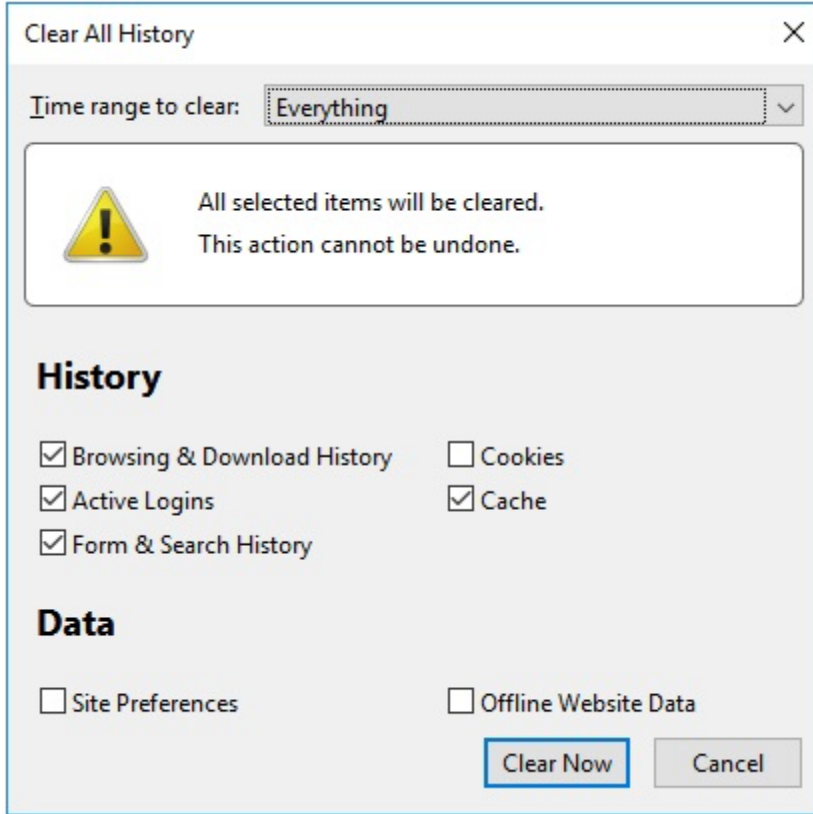 Clear All History
Time range to clear: Everything
All selected items will be cleared.
This action cannot be undone.
History
Browsing & Download History Cookies
Active Logins Cache
Form & Search History
Data
Site Preferences Offline Website Data
Clear Now Cancel